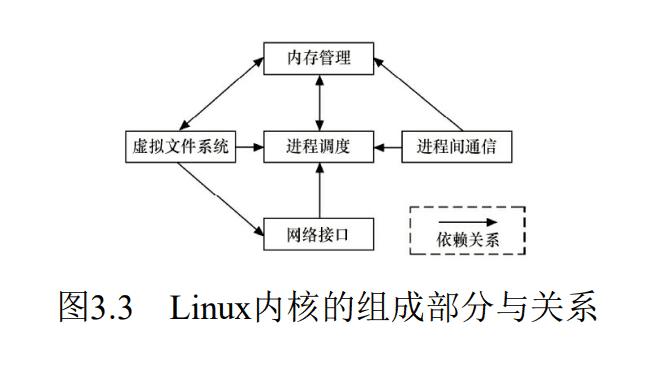 内存管理
虚拟文件系统
进程调度
进程间通信
网络接口
依赖关系
图3.3 Linux内核的组成部分与关系